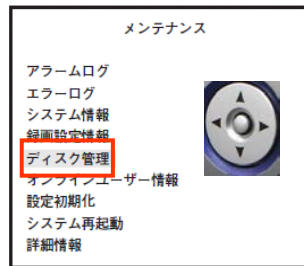 メンテナンス
アラームログ
エラーログ
システム情報
録画設定情報
ディスク管理
オンラインユーザー情報
設定初期化
システム再起動
詳細情報